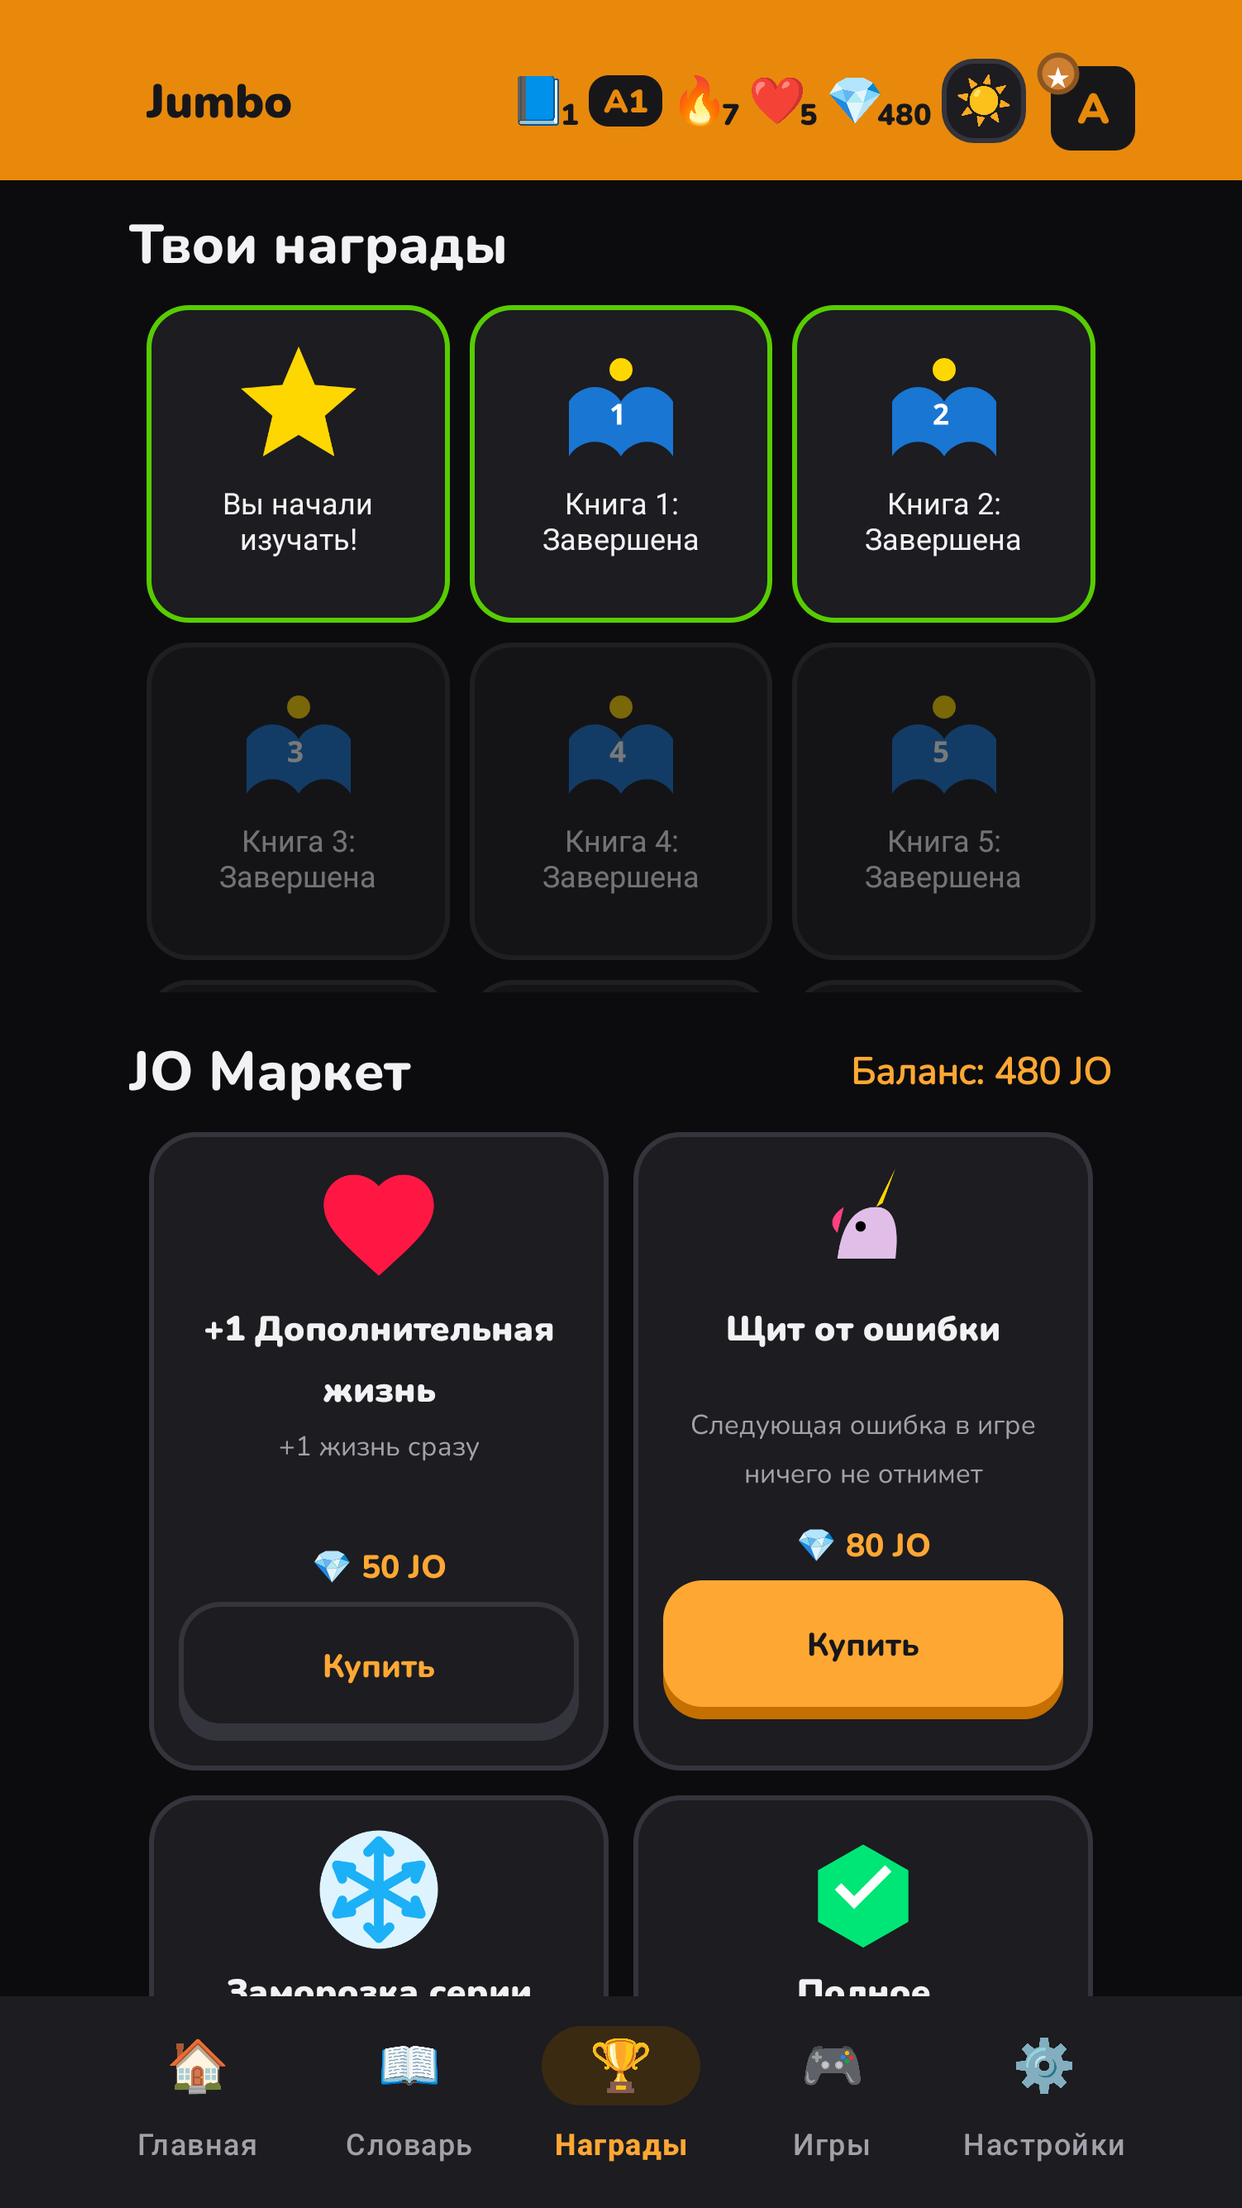 Jumbo
1 A1 7 5 480
A
Твои награды
Вы начали
изучать!
1
Книга 1:
Завершена
2
Книга 2:
Завершена
3
Книга 3:
Завершена
4
Книга 4:
Завершена
5
Книга 5:
Завершена
JO Маркет
Баланс: 480 JO
+1 Дополнительная
жизнь
+1 жизнь сразу
50 JO
Купить
Щит от ошибки
Следующая ошибка в игре
ничего не отнимет
80 JO
Купить
Заморозка серии
Полное
Главная
Словарь
Награды
Игры
Настройки